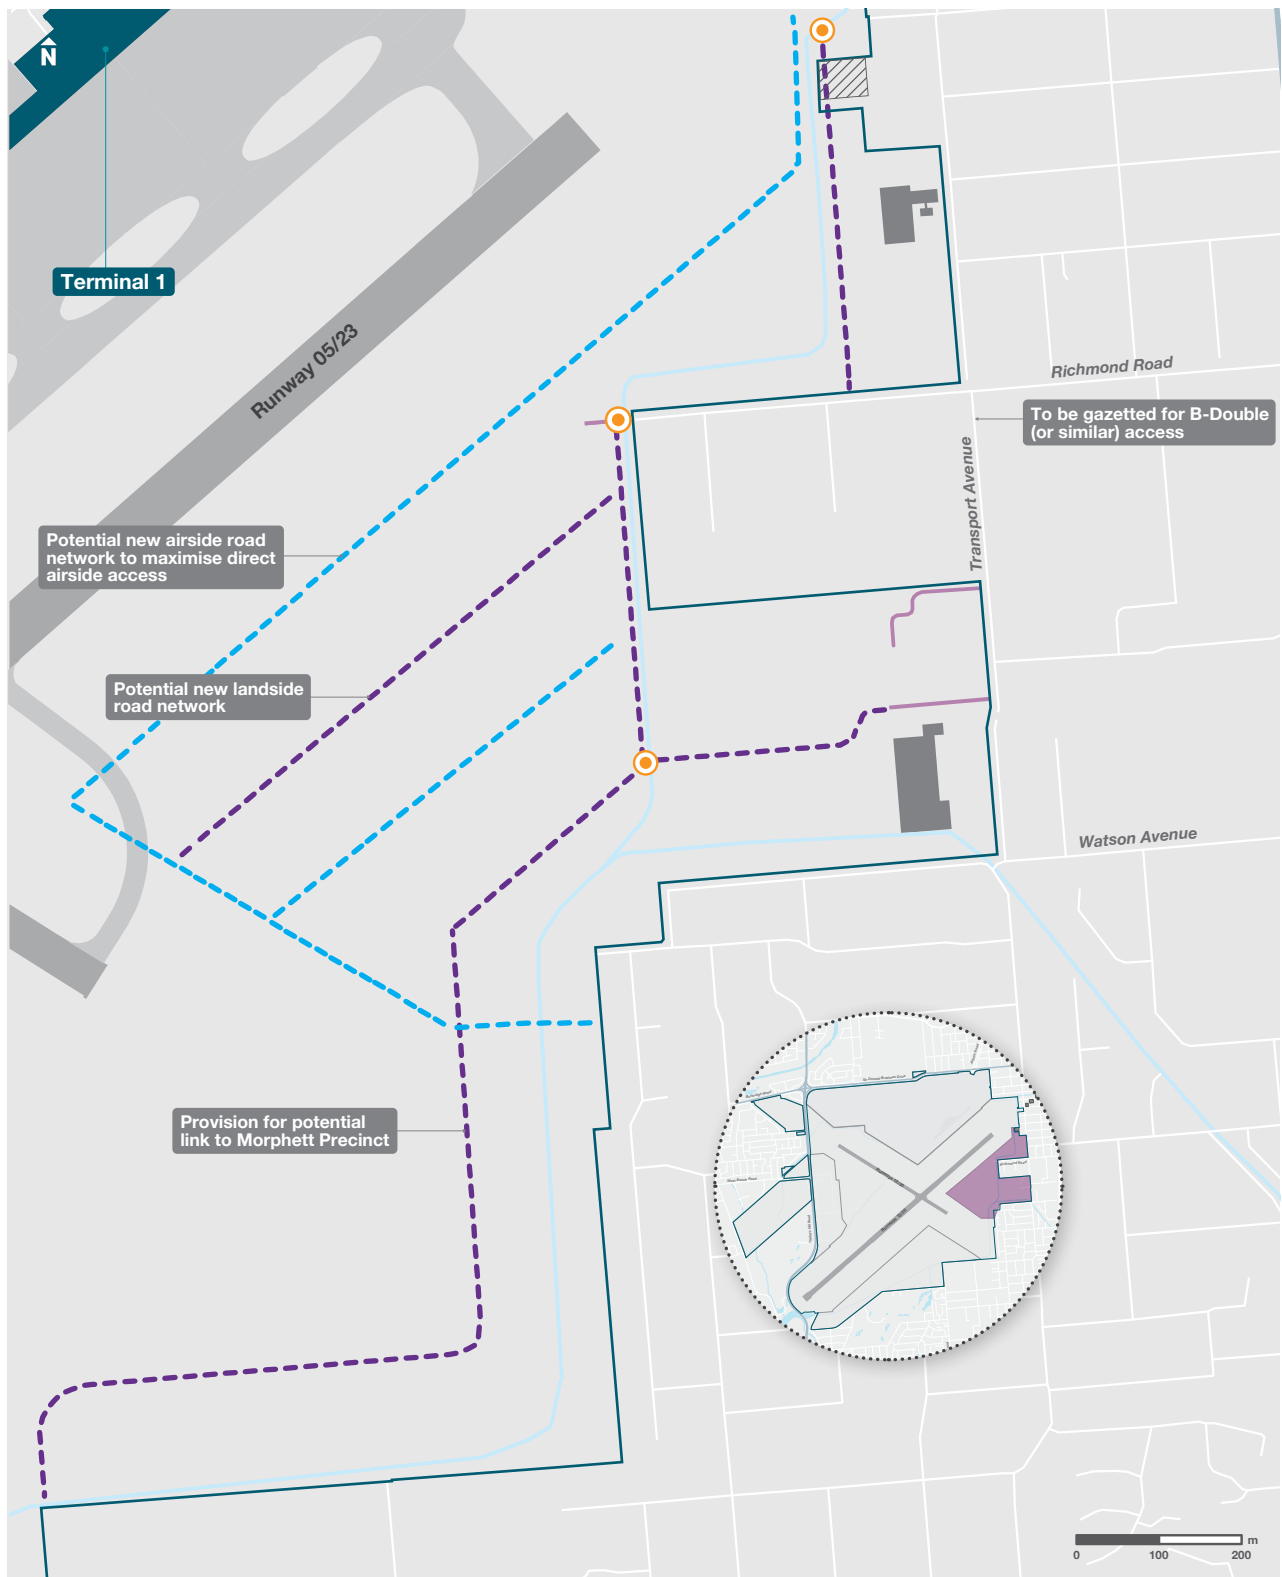 N
Terminal 1
Runway 05/23
Richmond Road
To be gazetted for B-Double
(or similar) access
Transport Avenue
Potential new airside road
network to maximise direct
airside access
Potential new landside
road network
Watson Avenue
Provision for potential
link to Morphett Precinct
m
0 100 200